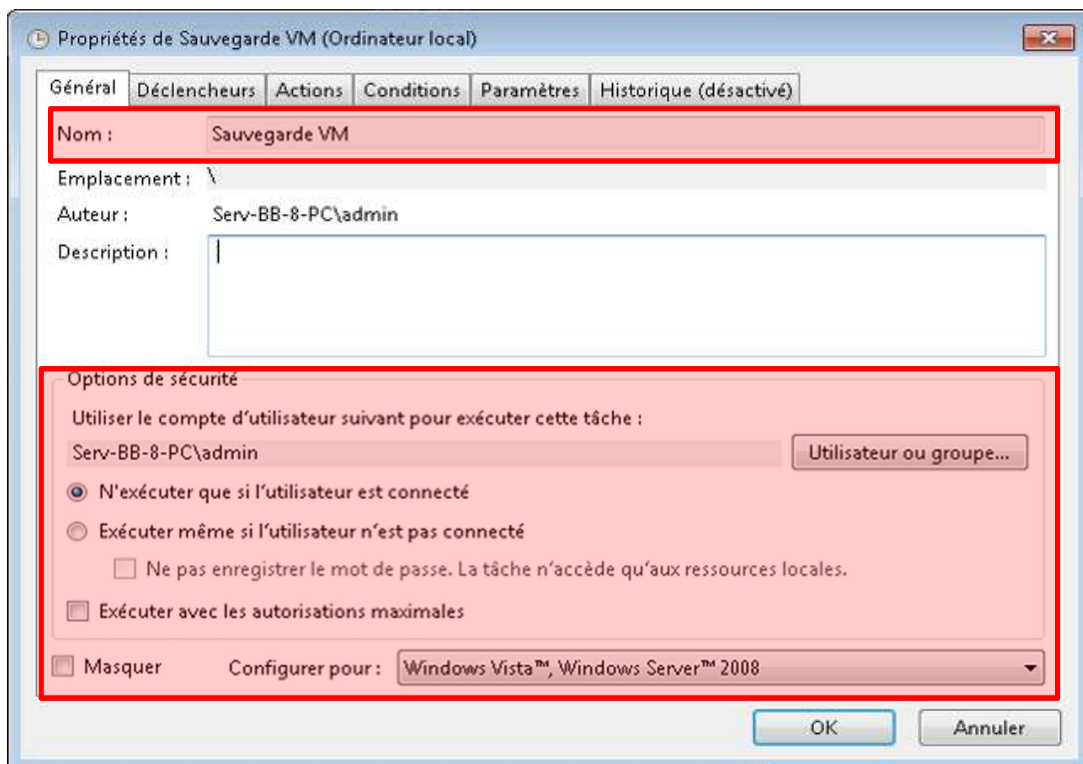 Propriétés de Sauvegarde VM (Ordinateur local)
Général Déclencheurs Actions Conditions Paramètres Historique (désactivé)
Nom : Sauvegarde VM
Emplacement : \
Auteur : Serv-BB-8-PC\admin
Description :
Options de sécurité
Utiliser le compte d'utilisateur suivant pour exécuter cette tâche :
Serv-BB-8-PC\admin Utilisateur ou groupe...
N'exécuter que si l'utilisateur est connecté
Exécuter même si l'utilisateur n'est pas connecté
Ne pas enregistrer le mot de passe. La tâche n'accède qu'aux ressources locales.
Exécuter avec les autorisations maximales
Masquer Configurer pour : Windows Vista™, Windows Server™ 2008
OK Annuler